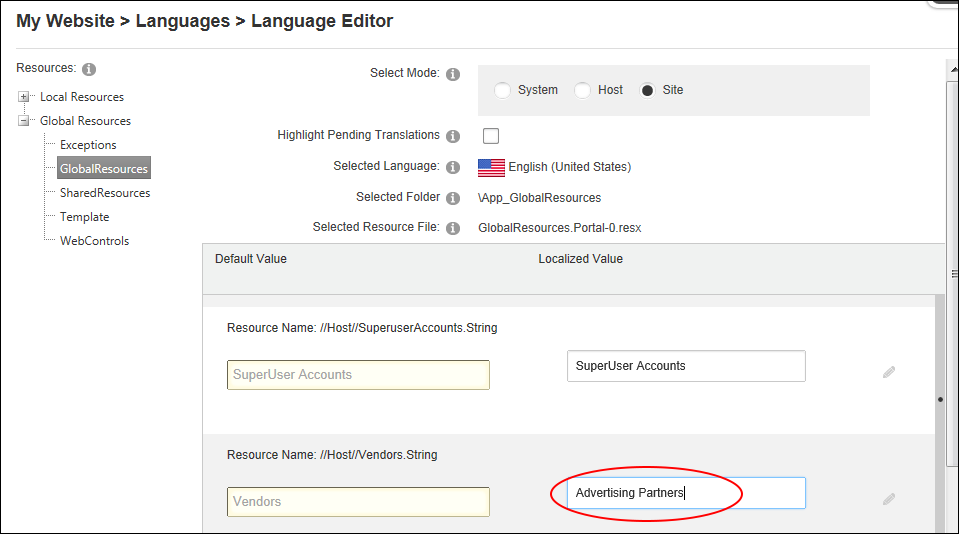 My Website > Languages > Language Editor
Resources:
Local Resources
Global Resources
Exceptions
GlobalResources
SharedResources
Template
WebControls
Select Mode:
System
Host
Site
Highlight Pending Translations
Selected Language:
English (United States)
Selected Folder
\App_GlobalResources
Selected Resource File:
GlobalResources.Portal-0.resx
Default Value
Localized Value
Resource Name: //Host//SuperuserAccounts.String
SuperUser Accounts
SuperUser Accounts
Resource Name: //Host//Vendors.String
Vendors
Advertising Partners